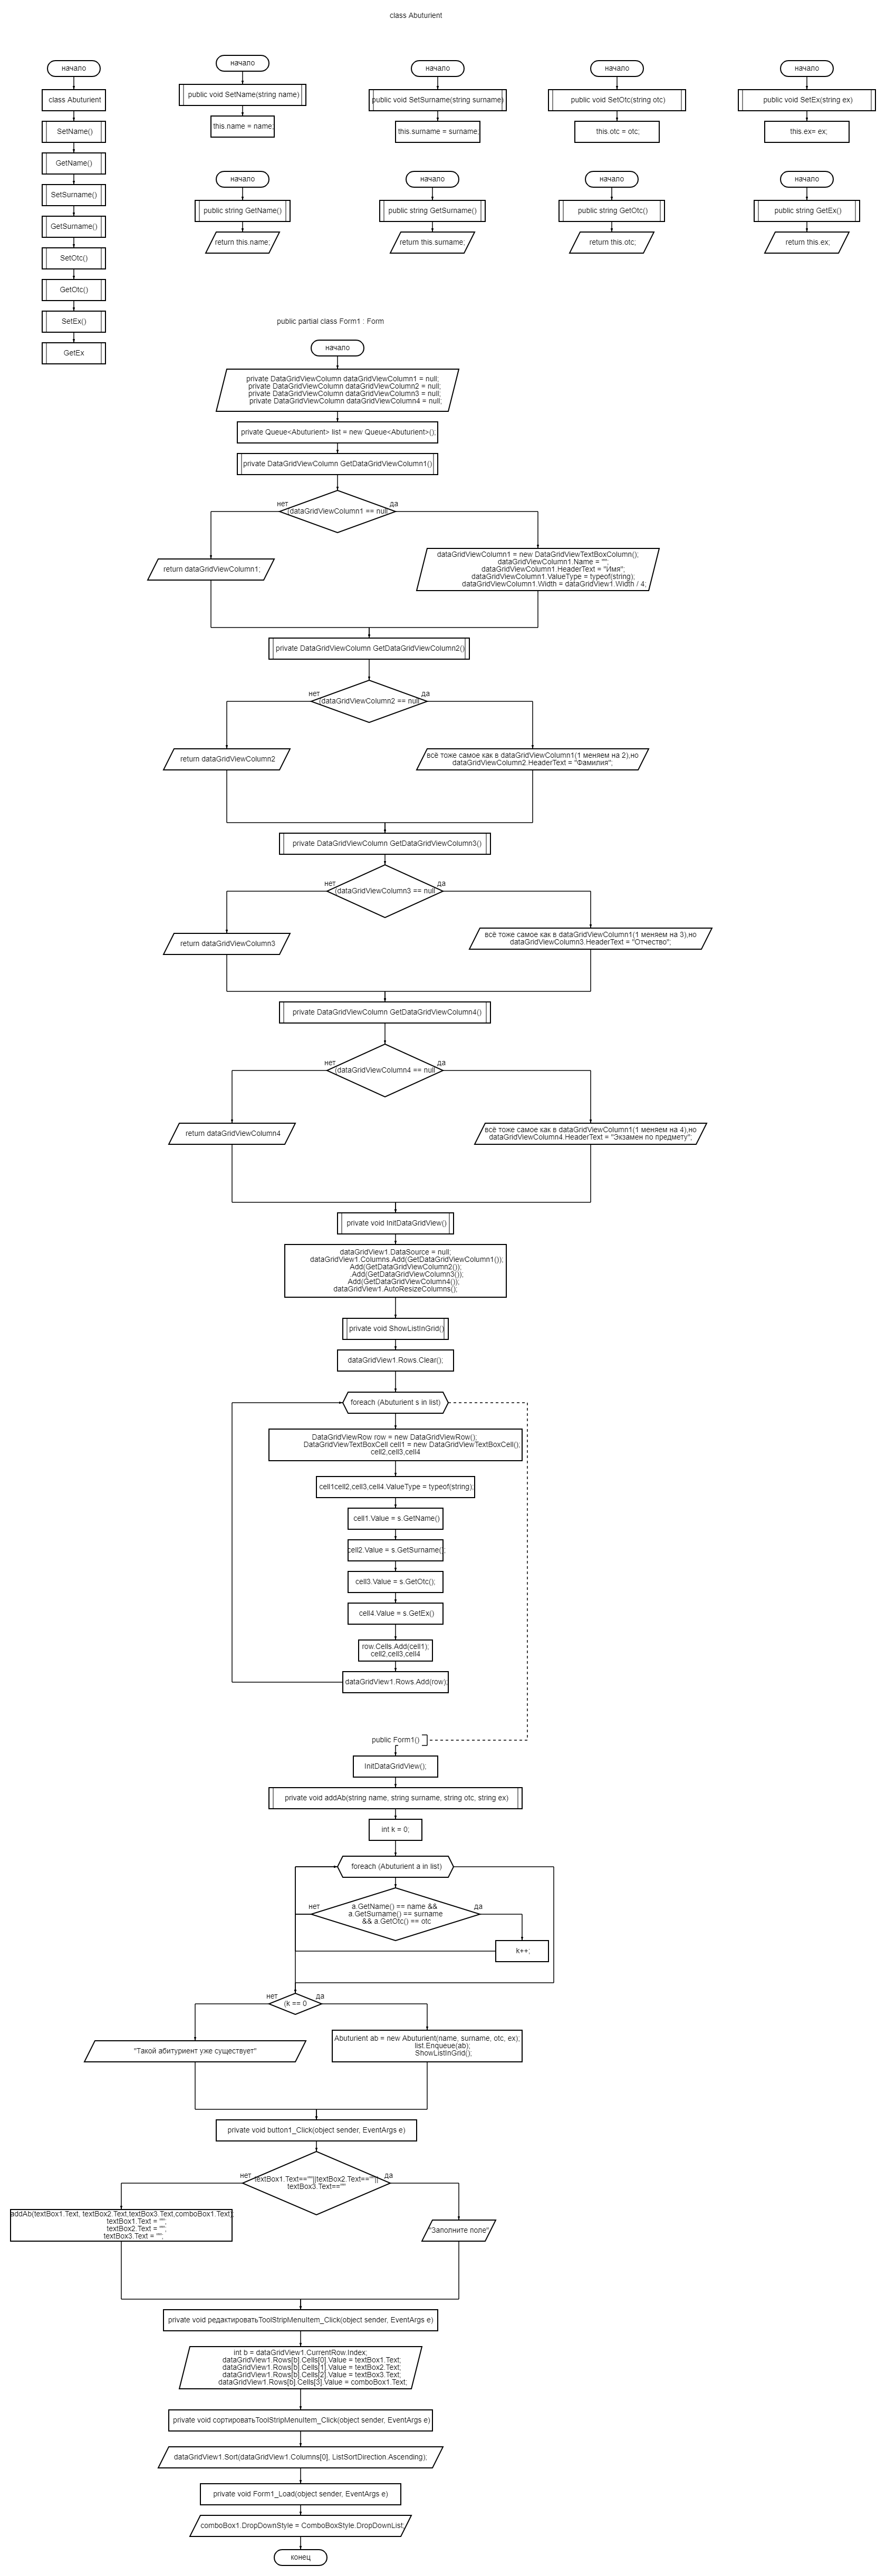 class Abuturient
начало
class Abuturient
SetName()
GetName()
SetSurname()
GetSurname()
SetOtc()
GetOtc()
SetEx()
GetEx
начало
public void SetName(string name)
this.name = name;
начало
public void SetSurname(string surname)
this.surname = surname;
начало
public void SetOtc(string otc)
this.otc = otc;
начало
public void SetEx(string ex)
this.ex= ex;
начало
public string GetName()
return this.name;
начало
public string GetSurname()
return this.surname;
начало
public string GetOtc()
return this.otc;
начало
public string GetEx()
return this.ex;
public partial class Form1 : Form
начало
private DataGridViewColumn dataGridViewColumn1 = null;
private DataGridViewColumn dataGridViewColumn2 = null;
private DataGridViewColumn dataGridViewColumn3 = null;
private DataGridViewColumn dataGridViewColumn4 = null;
private Queue<Abuturient> list = new Queue<Abuturient>();
private DataGridViewColumn GetDataGridViewColumn1()
нет
да
(dataGridViewColumn1 == null
return dataGridViewColumn1;
dataGridViewColumn1 = new DataGridViewTextBoxColumn();
dataGridViewColumn1.Name = "";
dataGridViewColumn1.HeaderText = "Имя";
dataGridViewColumn1.ValueType = typeof(string);
dataGridViewColumn1.Width = dataGridView1.Width / 4;
private DataGridViewColumn GetDataGridViewColumn2()
нет
да
(dataGridViewColumn2 == null
return dataGridViewColumn2
всё тоже самое как в dataGridViewColumn1(1 меняем на 2),но
dataGridViewColumn2.HeaderText = "Фамилия";
private DataGridViewColumn GetDataGridViewColumn3()
нет
да
(dataGridViewColumn3 == null
return dataGridViewColumn3
всё тоже самое как в dataGridViewColumn1(1 меняем на 3),но
dataGridViewColumn3.HeaderText = "Отчество";
private DataGridViewColumn GetDataGridViewColumn4()
нет
да
(dataGridViewColumn4 == null
return dataGridViewColumn4
всё тоже самое как в dataGridViewColumn1(1 меняем на 4),но
dataGridViewColumn4.HeaderText = "Экзамен по предмету";
private void InitDataGridView()
dataGridView1.DataSource = null;
dataGridView1.Columns.Add(GetDataGridViewColumn1());
Add(GetDataGridViewColumn2());
.Add(GetDataGridViewColumn3());
Add(GetDataGridViewColumn4());
dataGridView1.AutoResizeColumns();
private void ShowListInGrid()
dataGridView1.Rows.Clear();
foreach (Abuturient s in list)
DataGridViewRow row = new DataGridViewRow();
DataGridViewTextBoxCell cell1 = new DataGridViewTextBoxCell();
cell2,cell3,cell4
cell1cell2,cell3,cell4.ValueType = typeof(string);
cell1.Value = s.GetName()
cell2.Value = s.GetSurname();
cell3.Value = s.GetOtc();
cell4.Value = s.GetEx()
row.Cells.Add(cell1);
cell2,cell3,cell4
dataGridView1.Rows.Add(row);
public Form1()
InitDataGridView();
private void addAb(string name, string surname, string otc, string ex)
int k = 0;
foreach (Abuturient a in list)
нет
да
a.GetName() == name &&
a.GetSurname() == surname
&& a.GetOtc() == otc
k++;
нет
да
(k == 0
"Такой абитуриент уже существует"
Abuturient ab = new Abuturient(name, surname, otc, ex);
list.Enqueue(ab);
ShowListInGrid();
private void button1_Click(object sender, EventArgs e)
нет
да
textBox1.Text==""||textBox2.Text==""||
textBox3.Text==""
addAb(textBox1.Text, textBox2.Text,textBox3.Text,comboBox1.Text);
textBox1.Text = "";
textBox2.Text = "";
textBox3.Text = "";
"Заполните поле"
private void редактироватьToolStripMenuItem_Click(object sender, EventArgs e)
int b = dataGridView1.CurrentRow.Index;
dataGridView1.Rows[b].Cells[0].Value = textBox1.Text;
dataGridView1.Rows[b].Cells[1].Value = textBox2.Text;
dataGridView1.Rows[b].Cells[2].Value = textBox3.Text;
dataGridView1.Rows[b].Cells[3].Value = comboBox1.Text;
private void сортироватьToolStripMenuItem_Click(object sender, EventArgs e)
dataGridView1.Sort(dataGridView1.Columns[0], ListSortDirection.Ascending);
private void Form1_Load(object sender, EventArgs e)
comboBox1.DropDownStyle = ComboBoxStyle.DropDownList;
конец